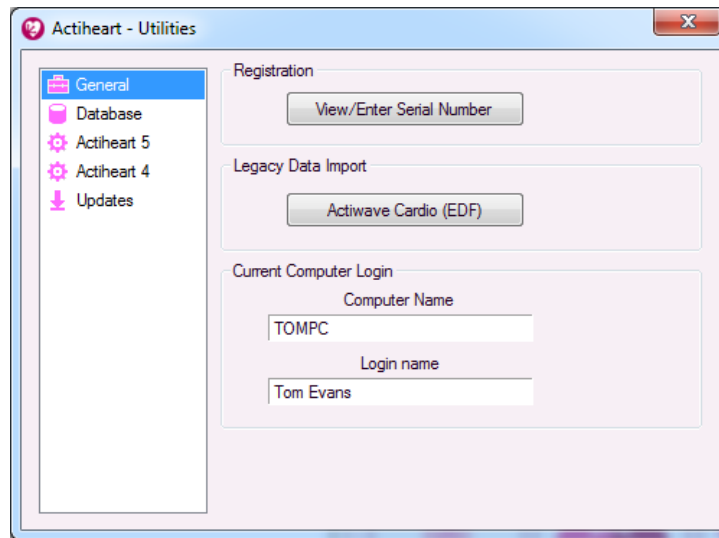 Actiheart - Utilities
General
Database
Actiheart 5
Actiheart 4
Updates
Registration
View/Enter Serial Number
Legacy Data Import
Actiwave Cardio (EDF)
Current Computer Login
Computer Name
TOMPC
Login name
Tom Evans